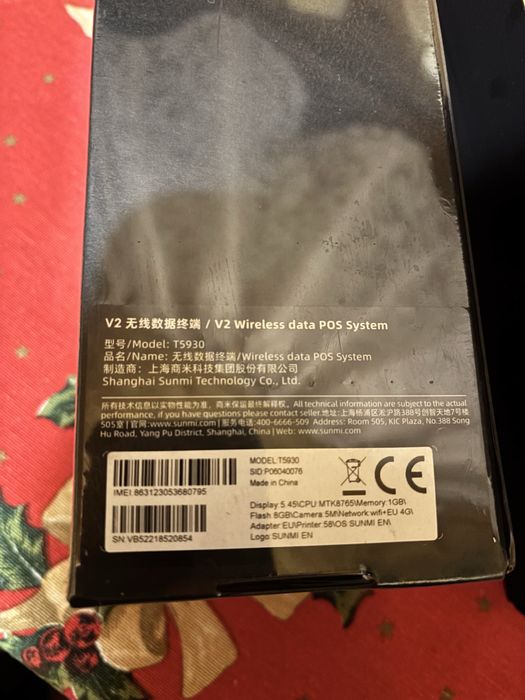 V2 无线数据终端 / V2 Wireless data POS System
型号/Model: T5930
品名/Name: 无线数据终端/Wireless data POS System
制造商: 上海商米科技集团股份有限公司
Shanghai Sunmi Technology Co., Ltd.
所有技术信息以实物性能为准，商米保留最终解释权。All technical information are subject to the actual
performance, if you have questions please contact seller.地址:上海杨浦区淞沪路388号创智天地7号楼
505室 | 官网:www.sunmi.com | 服务电话:400-6666-509 Address: Room 505, KIC Plaza, No.388 Song
Hu Road, Yang Pu District, Shanghai, China | Web: www.sunmi.com
IMEI:863123053680795
SN:VB52218520854
MODEL:T5930
SID:P06040076
Made in China
CE
Display:5.45\CPU:MTK8765\Memory:1GB\
Flash:8GB\Camera:5M\Network:wifi+EU 4G\
Adapter:EU\Printer:58\OS:SUNMI EN\
Logo:SUNMI EN